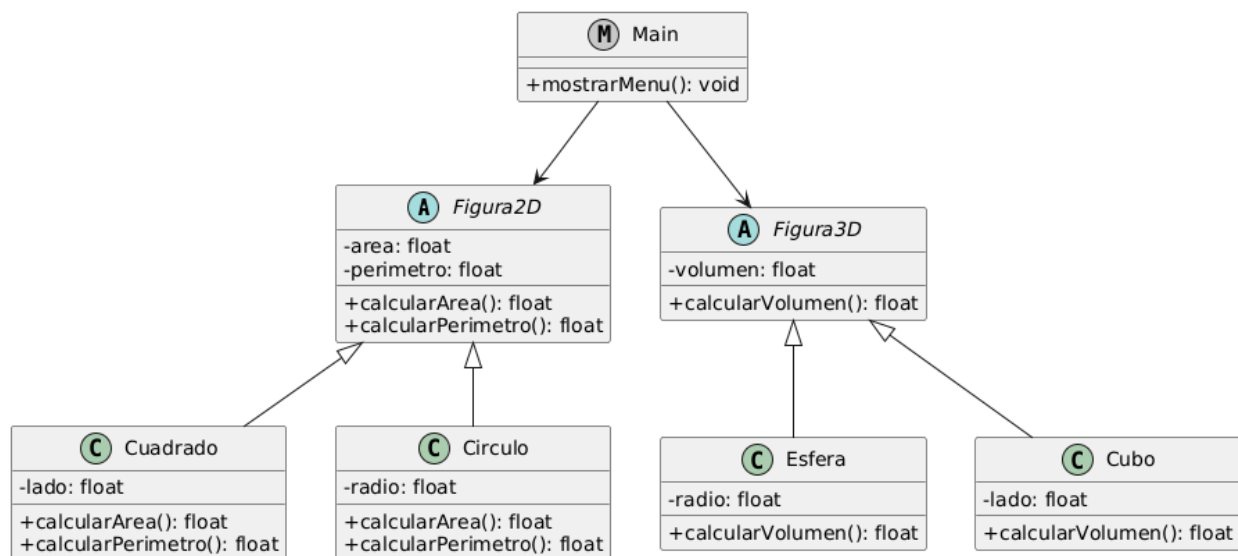 M Main
+mostrarMenu(): void
A Figura2D
-area: float
-perimetro: float
+calcularArea(): float
+calcularPerimetro(): float
A Figura3D
-volumen: float
+calcularVolumen(): float
C Cuadrado
-lado: float
+calcularArea(): float
+calcularPerimetro(): float
C Circulo
-radio: float
+calcularArea(): float
+calcularPerimetro(): float
C Esfera
-radio: float
+calcularVolumen(): float
C Cubo
-lado: float
+calcularVolumen(): float